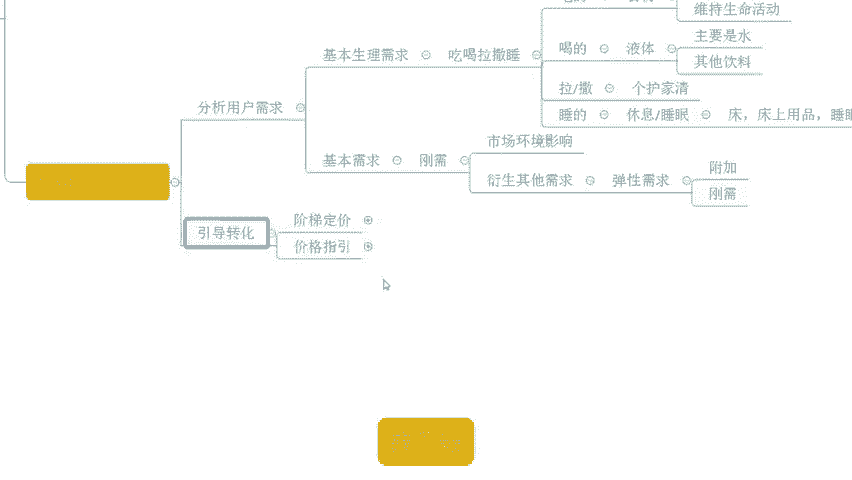 维持生命活动
主要是水
基本生理需求 吃喝拉撒睡
喝的 液体
其他饮料
拉/撒 个护家清
分析用户需求
睡的 休息/睡眠 床，床上用品，睡眠
市场环境影响
基本需求 刚需
附加
衍生其他需求 弹性需求
刚需
阶梯定价
引导转化
价格指引